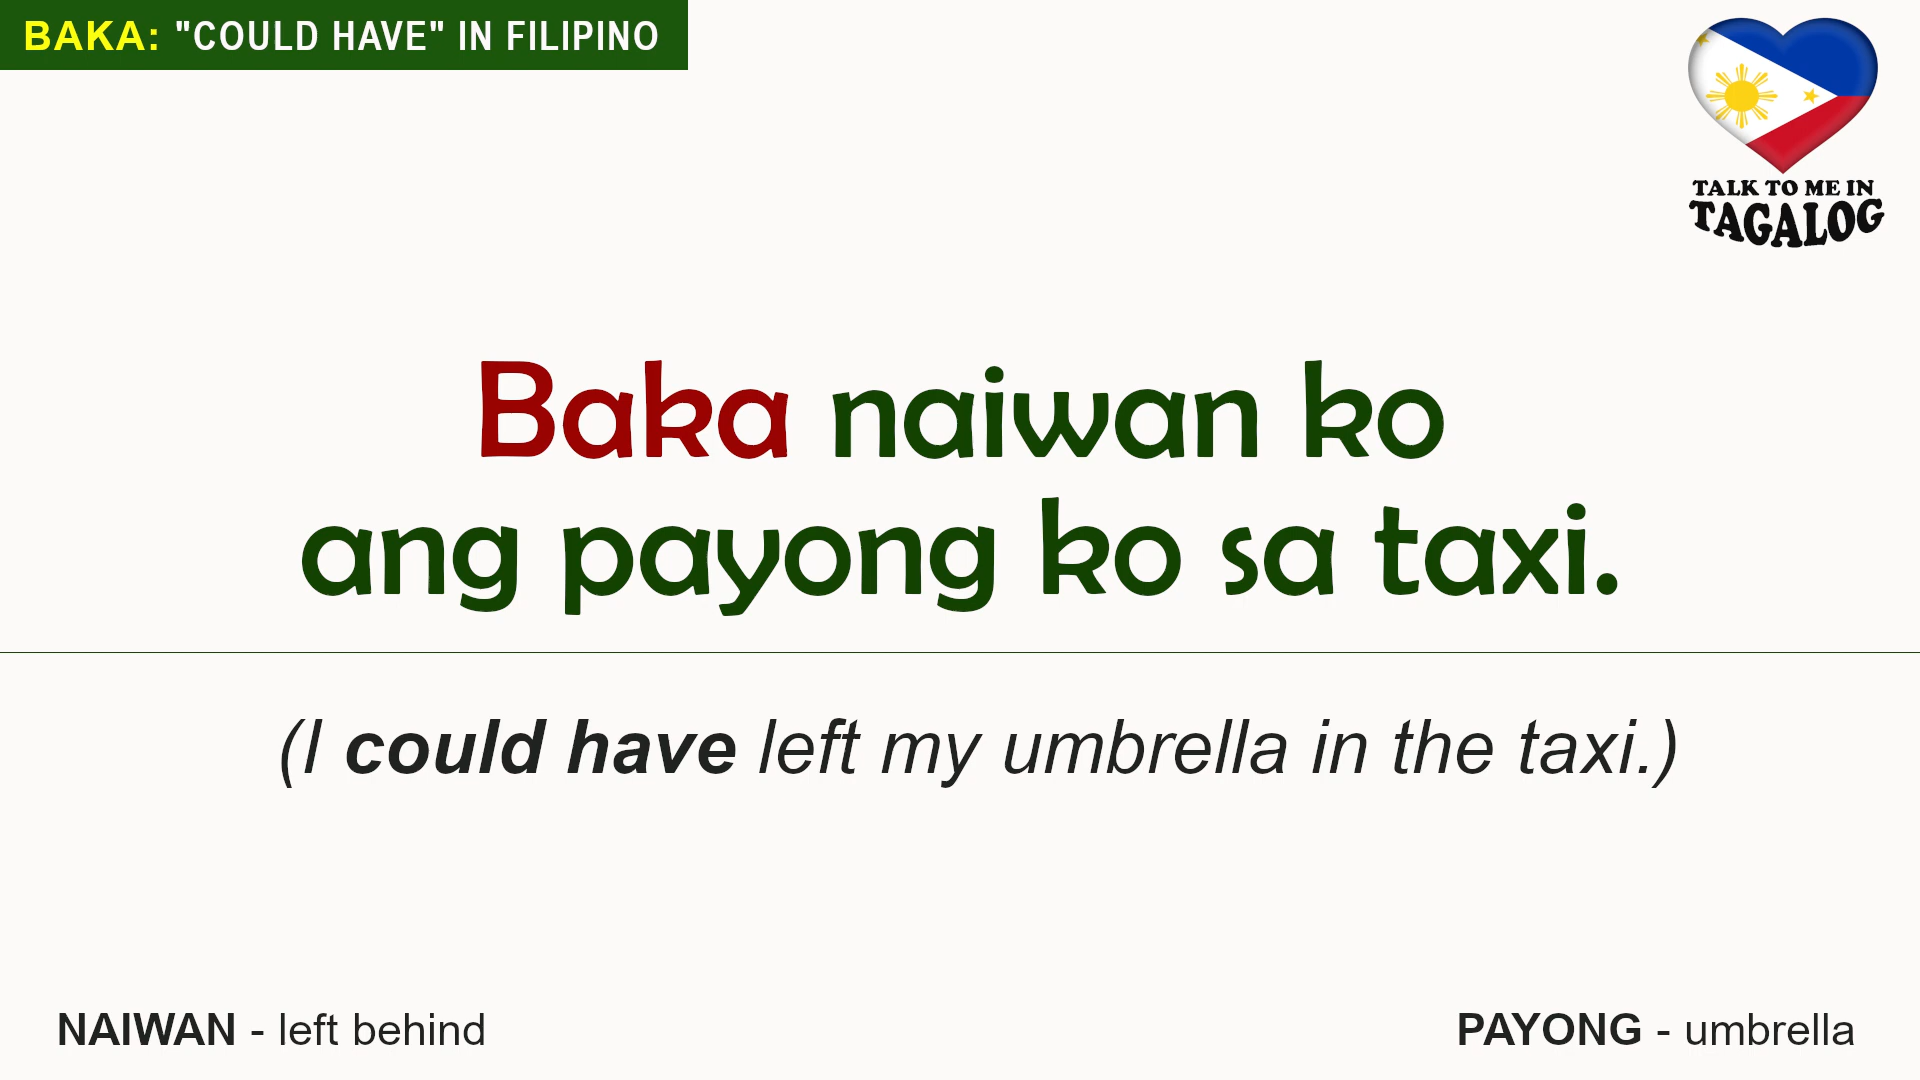 BAKA: "COULD HAVE" IN FILIPINO
TALK TO ME IN
TAGALOG
Baka naiwan ko
ang payong ko sa taxi.
(I could have left my umbrella in the taxi.)
NAIWAN - left behind
PAYONG - umbrella